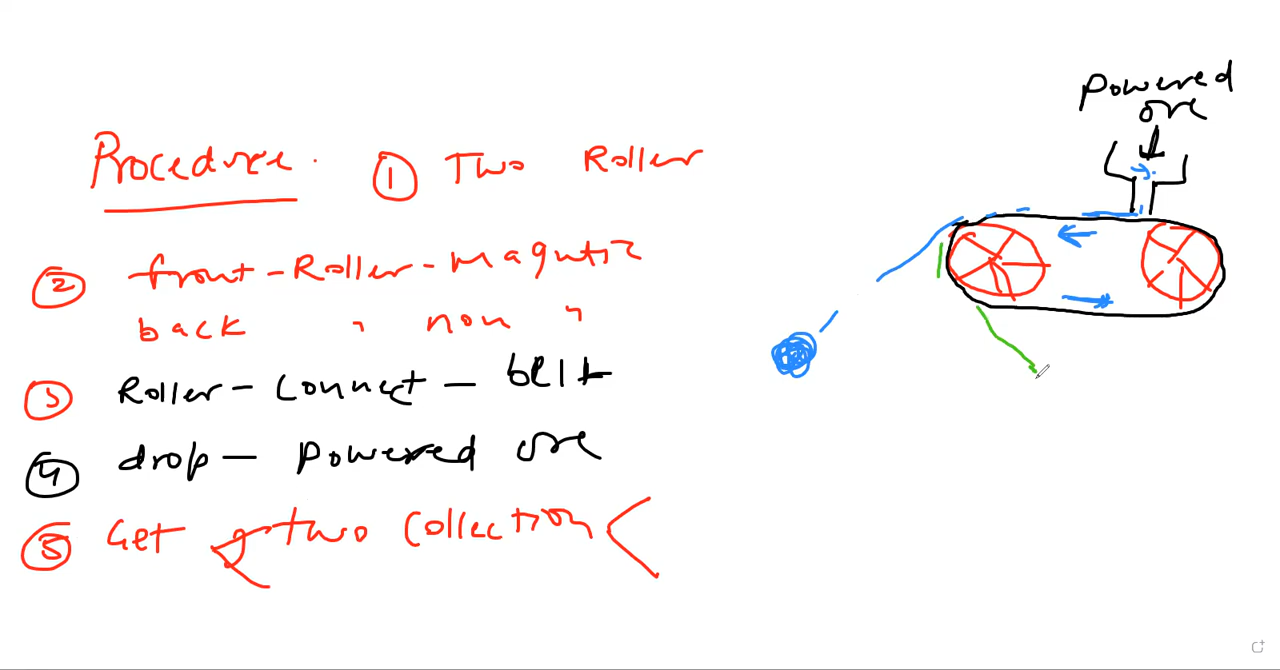 Procedure. ① Two Roller
② front-Roller-magnetic
back " non "
③ Roller - Connect - belt
④ drop - Powered ore
⑤ Get two collection <
Powered
ore